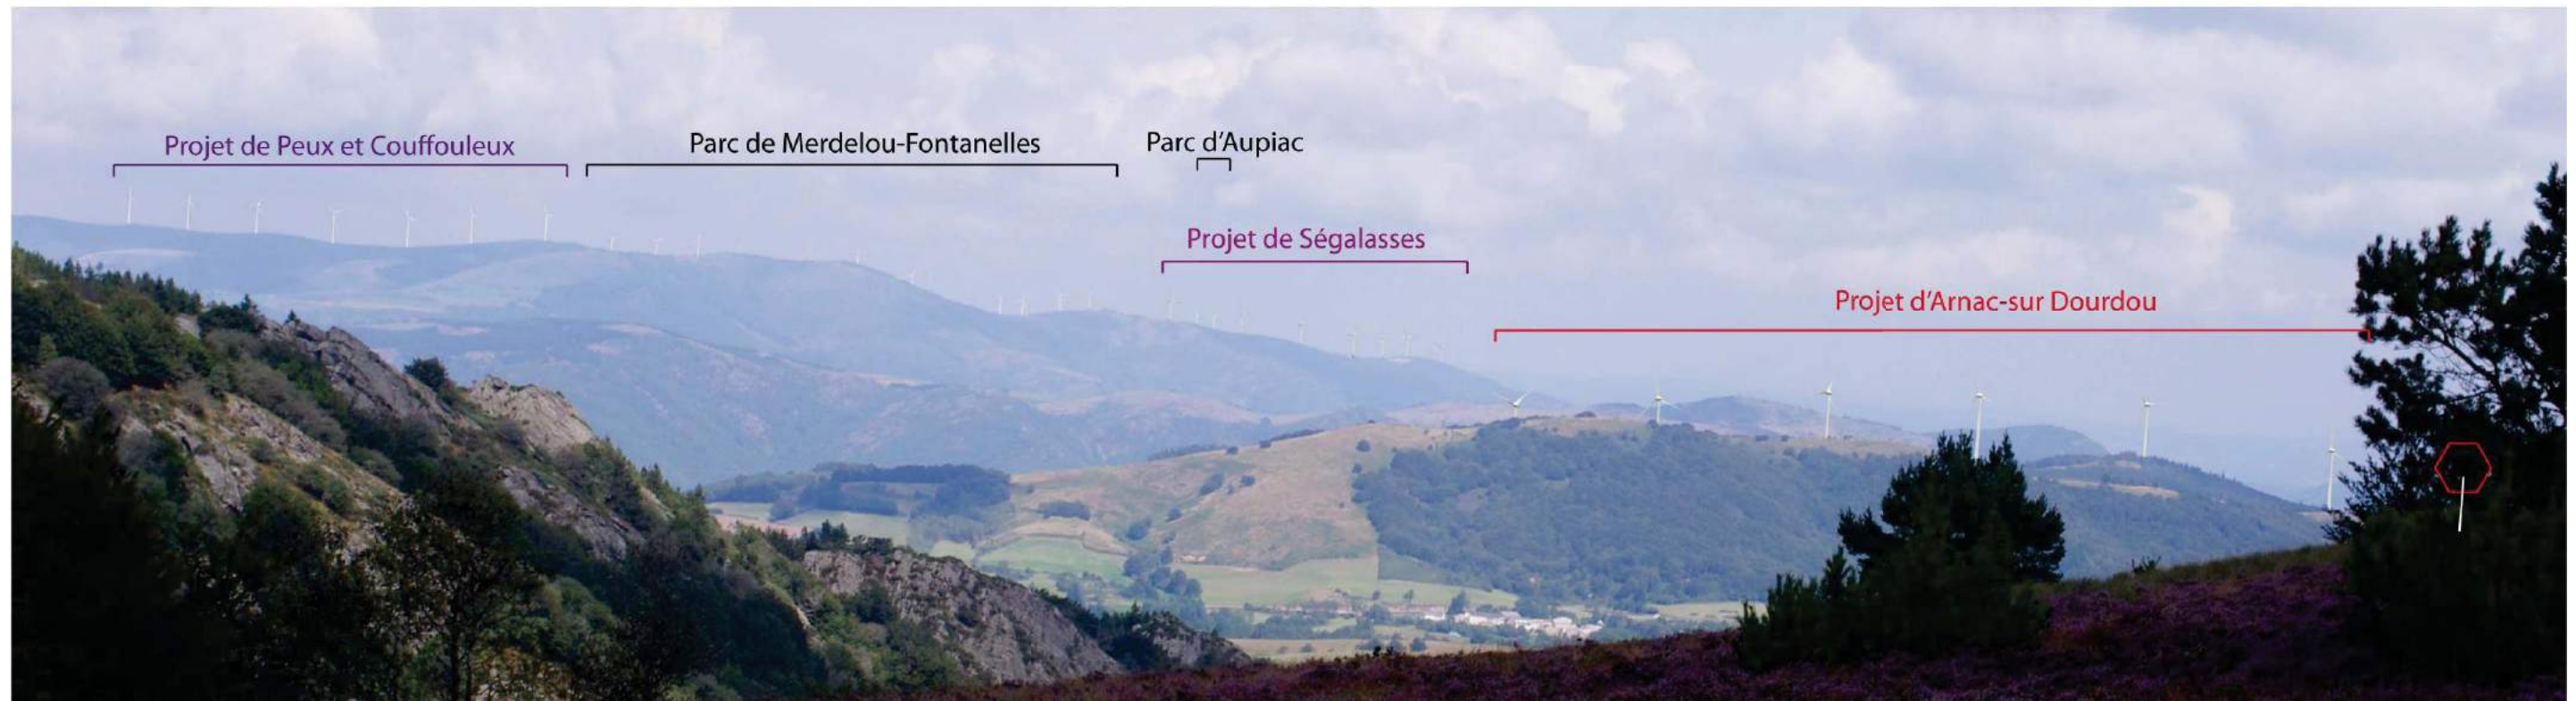 Projet de Peux et Couffouleux
Parc de Merdelou-Fontanelles
Parc d'Aupiac
Projet de Ségalasses
Projet d'Arnac-sur Dourdou